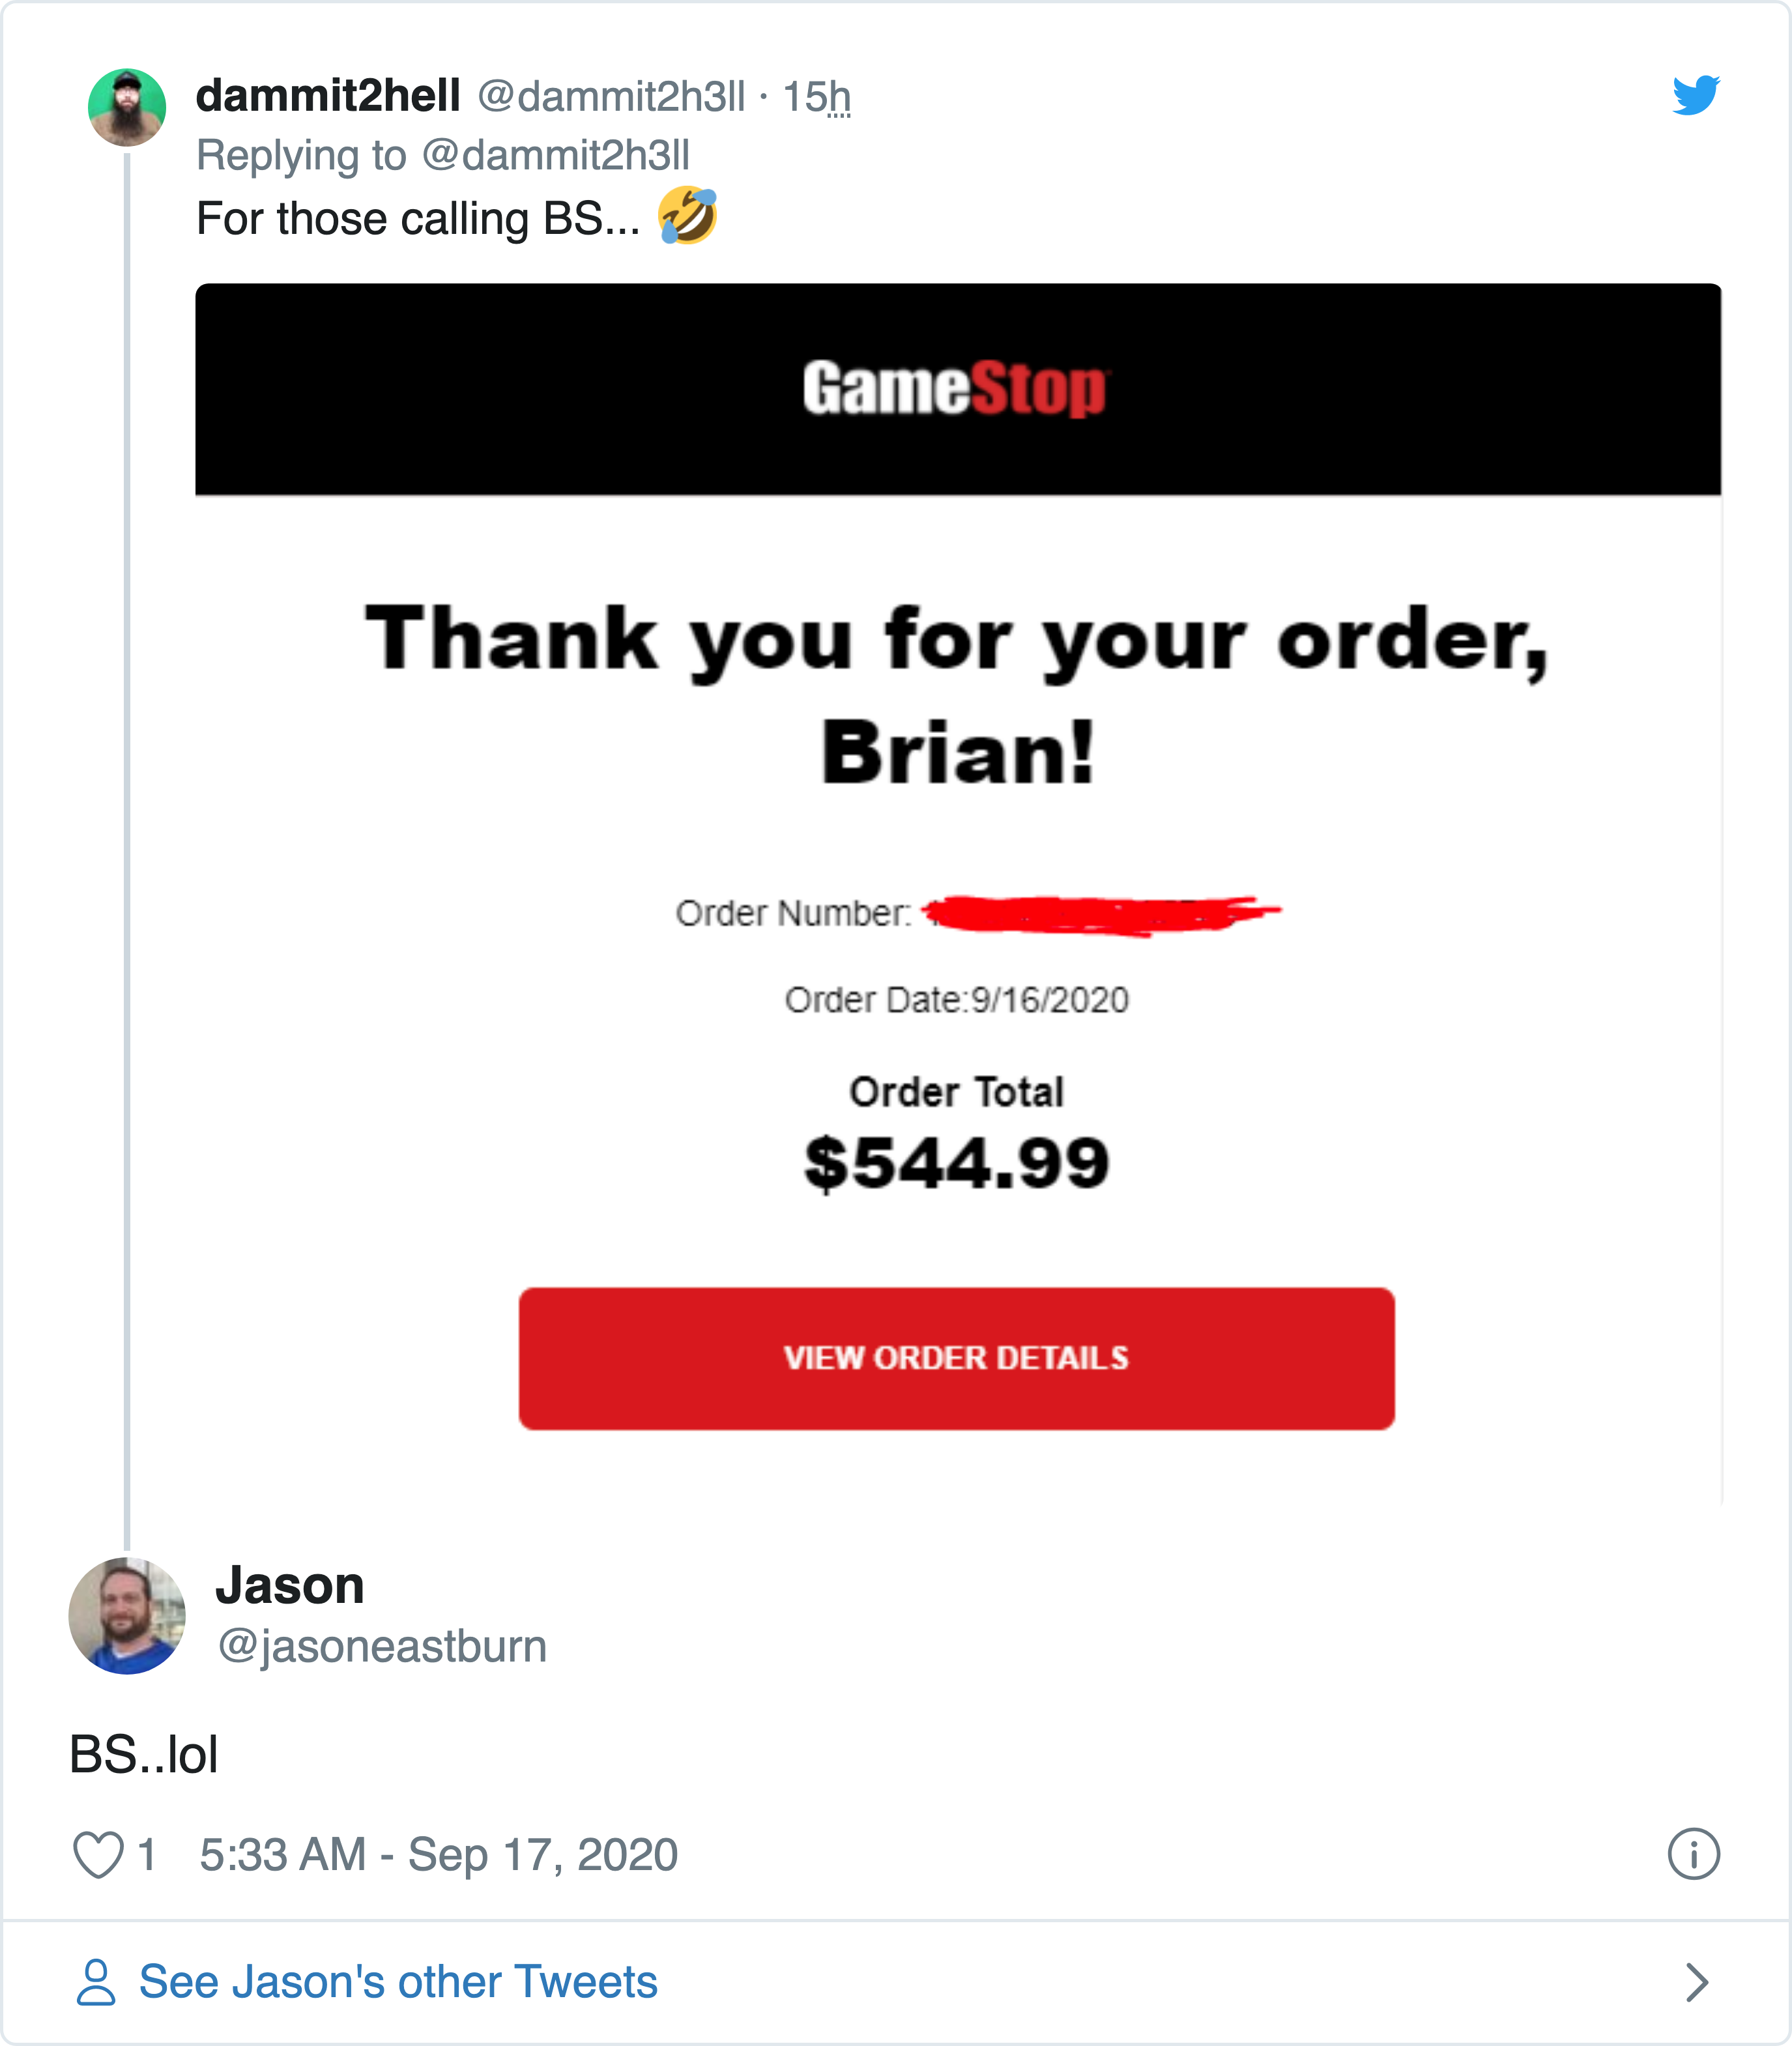 dammit2hell @dammit2h3ll · 15h
Replying to @dammit2h3ll
For those calling BS... 🤣
GameStop
Thank you for your order,
Brian!
Order Number:
Order Date:9/16/2020
Order Total
$544.99
VIEW ORDER DETAILS
Jason
@jasoneastburn
BS..lol
1 5:33 AM - Sep 17, 2020
See Jason's other Tweets